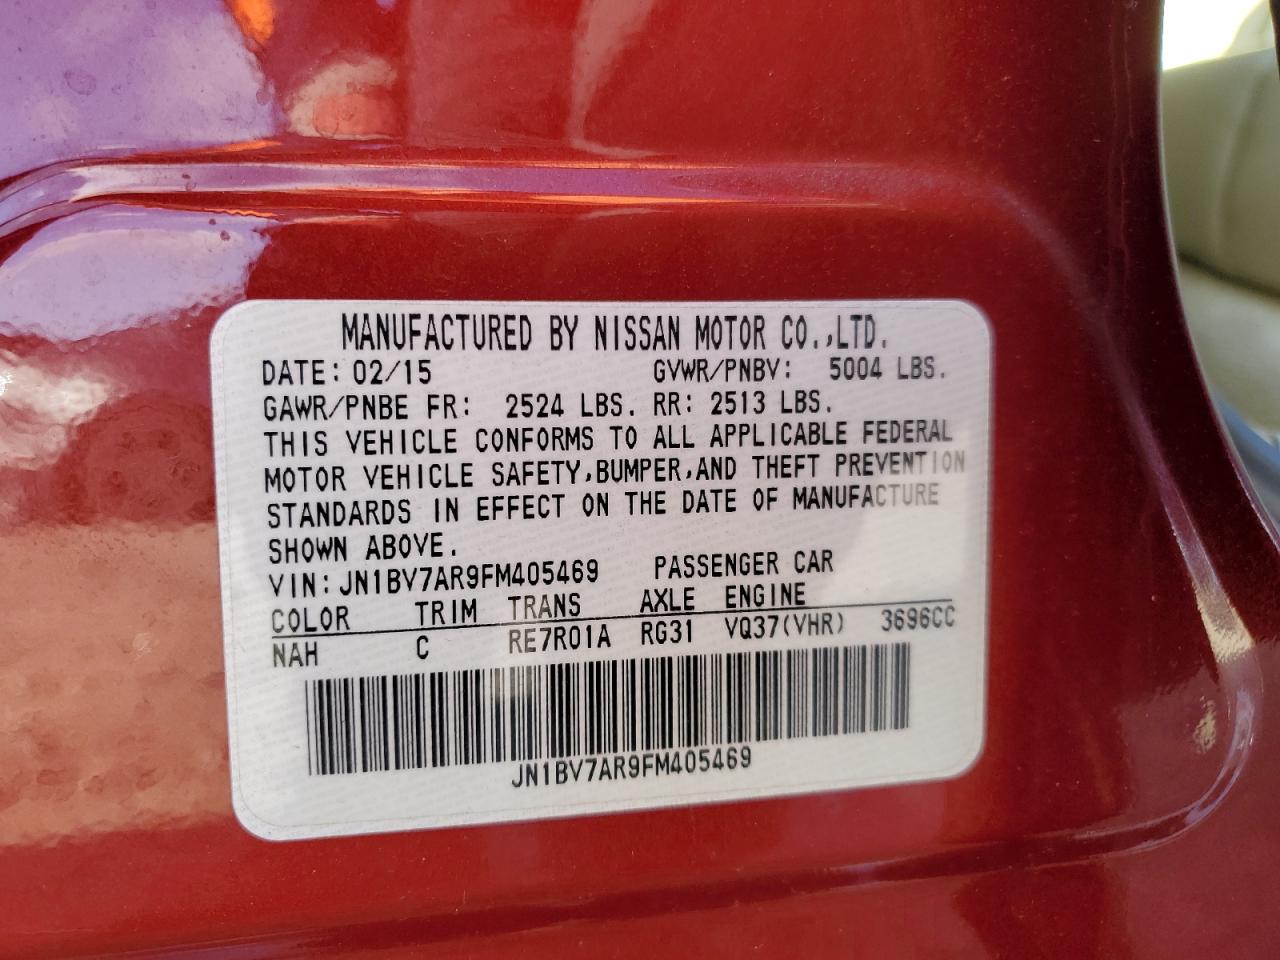 MANUFACTURED BY NISSAN MOTOR CO.,LTD.
DATE: 02/15 GVWR/PNBV: 5004 LBS.
GAWR/PNBE FR: 2524 LBS. RR: 2513 LBS.
THIS VEHICLE CONFORMS TO ALL APPLICABLE FEDERAL
MOTOR VEHICLE SAFETY,BUMPER,AND THEFT PREVENTION
STANDARDS IN EFFECT ON THE DATE OF MANUFACTURE
SHOWN ABOVE.
VIN: JN1BV7AR9FM405469 PASSENGER CAR
COLOR TRIM TRANS AXLE ENGINE
NAH C RE7R01A RG31 VQ37(VHR) 3696CC
JN1BV7AR9FM405469